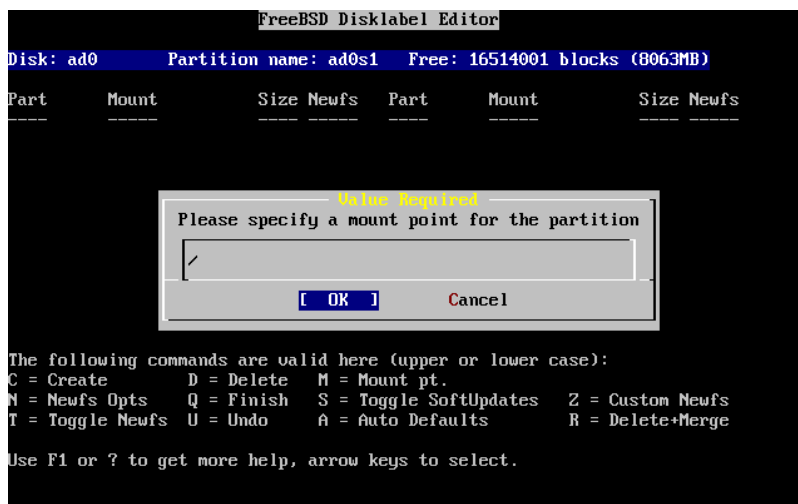 FreeBSD Disklabel Editor
Disk: ad0 Partition name: ad0s1 Free: 16514001 blocks (8063MB)
Part Mount Size Newfs Part Mount Size Newfs
---- ----- ---- ----- ---- ----- ---- -----
Value Required
Please specify a mount point for the partition
/
[ OK ] Cancel
The following commands are valid here (upper or lower case):
C = Create D = Delete M = Mount pt.
N = Newfs Opts Q = Finish S = Toggle SoftUpdates Z = Custom Newfs
T = Toggle Newfs U = Undo A = Auto Defaults R = Delete+Merge
Use F1 or ? to get more help, arrow keys to select.